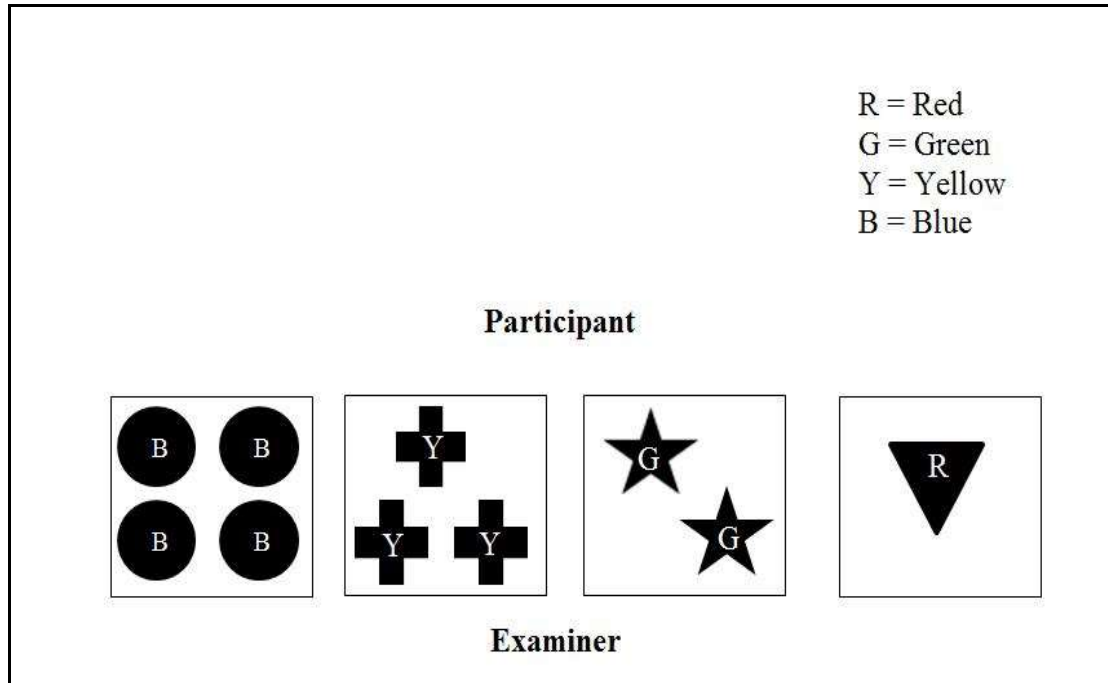 R = Red
G = Green
Y = Yellow
B = Blue
Participant
B B Y G R
B B Y Y G
Examiner